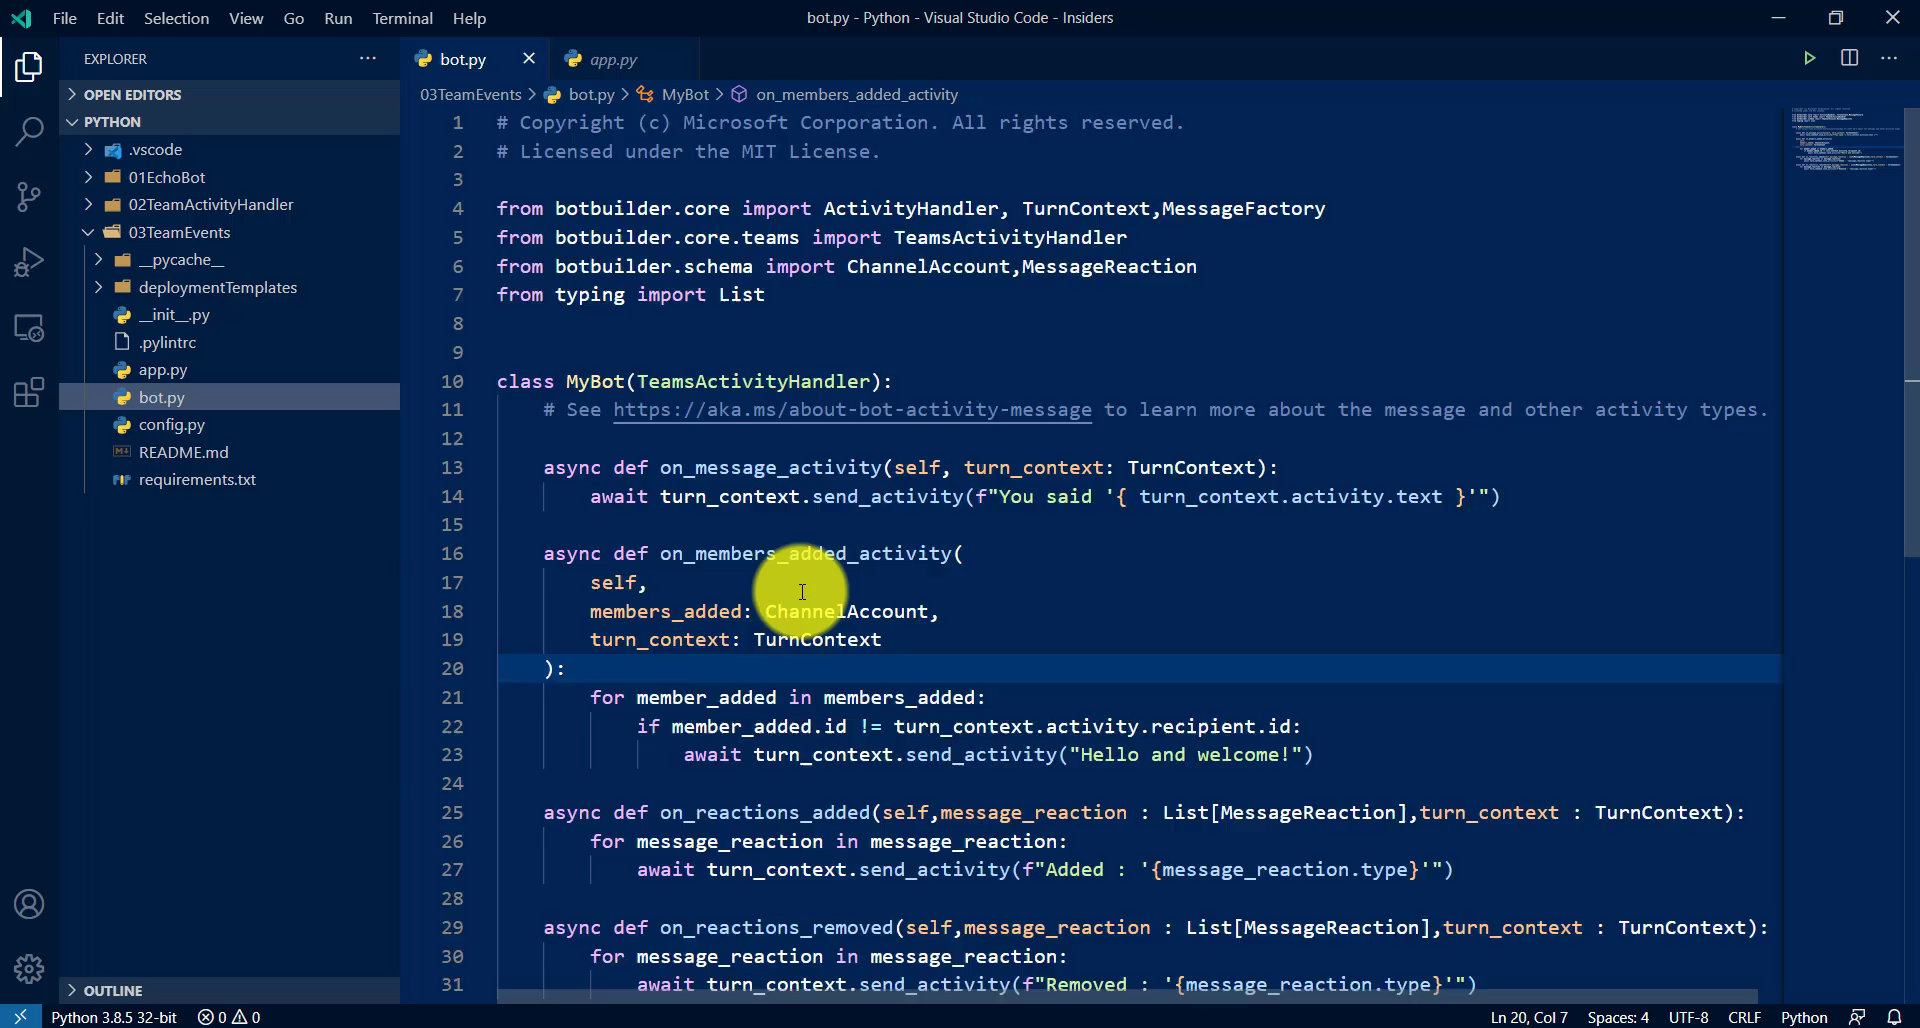 File Edit Selection View Go Run Terminal Help
bot.py - Python - Visual Studio Code - Insiders
EXPLORER
OPEN EDITORS
PYTHON
.vscode
01EchoBot
02TeamActivityHandler
03TeamEvents
__pycache__
deploymentTemplates
__init__.py
.pylintrc
app.py
bot.py
config.py
README.md
requirements.txt
OUTLINE
bot.py
app.py
03TeamEvents > bot.py > MyBot > on_members_added_activity
1 # Copyright (c) Microsoft Corporation. All rights reserved.
2 # Licensed under the MIT License.
3
4 from botbuilder.core import ActivityHandler, TurnContext,MessageFactory
5 from botbuilder.core.teams import TeamsActivityHandler
6 from botbuilder.schema import ChannelAccount,MessageReaction
7 from typing import List
8
9
10 class MyBot(TeamsActivityHandler):
11 # See https://aka.ms/about-bot-activity-message to learn more about the message and other activity types.
12
13 async def on_message_activity(self, turn_context: TurnContext):
14 await turn_context.send_activity(f"You said '{ turn_context.activity.text }'")
15
16 async def on_members_added_activity(
17 self,
18 members_added: ChannelAccount,
19 turn_context: TurnContext
20 ):
21 for member_added in members_added:
22 if member_added.id != turn_context.activity.recipient.id:
23 await turn_context.send_activity("Hello and welcome!")
24
25 async def on_reactions_added(self,message_reaction : List[MessageReaction],turn_context : TurnContext):
26 for message_reaction in message_reaction:
27 await turn_context.send_activity(f"Added : '{message_reaction.type}'")
28
29 async def on_reactions_removed(self,message_reaction : List[MessageReaction],turn_context : TurnContext):
30 for message_reaction in message_reaction:
31 await turn_context.send_activity(f"Removed : '{message_reaction.type}'")
Python 3.8.5 32-bit 0 0 Ln 20, Col 7 Spaces: 4 UTF-8 CRLF Python